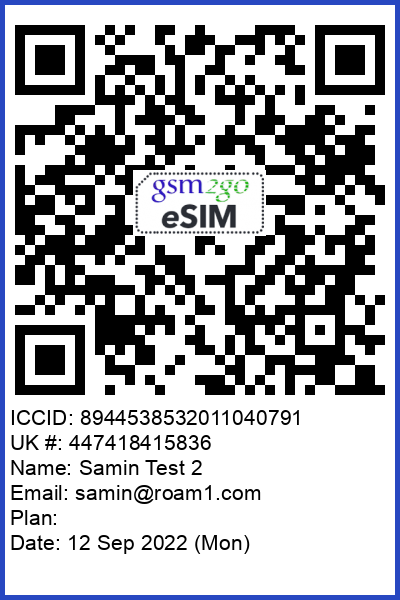 gsm2go
eSIM
ICCID: 8944538532011040791
UK #: 447418415836
Name: Samin Test 2
Email: samin@roam1.com
Plan:
Date: 12 Sep 2022 (Mon)